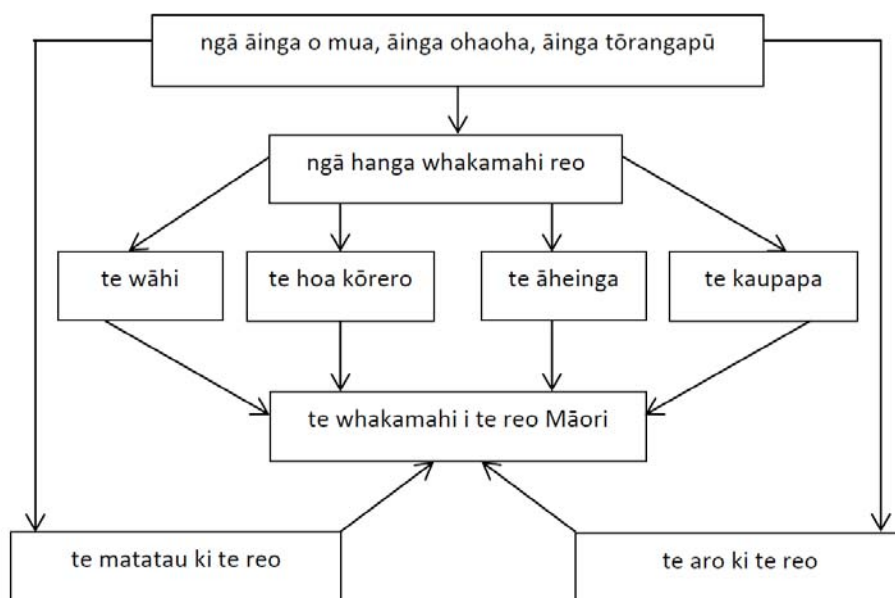 ngā āinga o mua, āinga ohaoha, āinga tōrangapū
ngā hanga whakamahi reo
te wāhi
te hoa kōrero
te āheinga
te kaupapa
te whakamahi i te reo Māori
te matatau ki te reo
te aro ki te reo